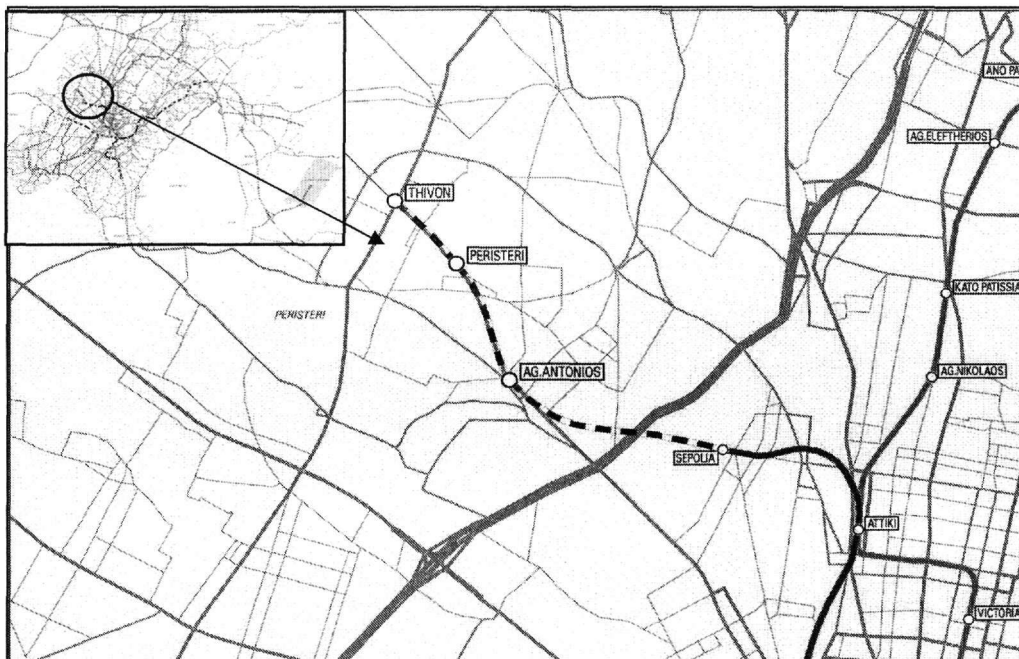 ANO PA
AG.ELEFTHERIOS
THIVON
PERISTERI
KATO PATISSIA
PERISTERI
AG.ANTONIOS
AG.NIKOLAOS
SEPOLIA
ATTIKI
VICTORIA